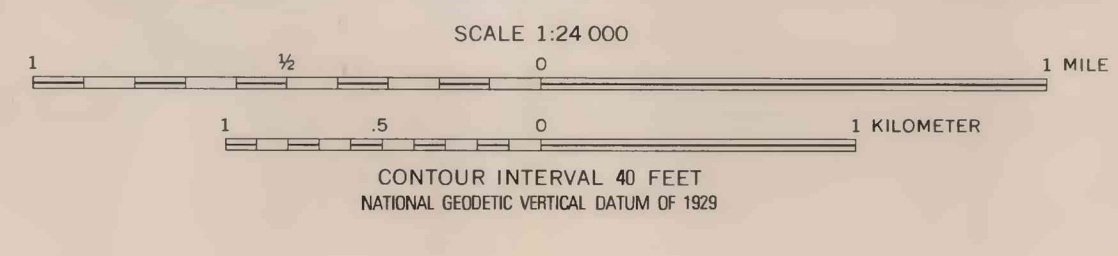 SCALE 1:24 000
1 ½ 0 1 MILE
1 .5 0 1 KILOMETER
CONTOUR INTERVAL 40 FEET
NATIONAL GEODETIC VERTICAL DATUM OF 1929